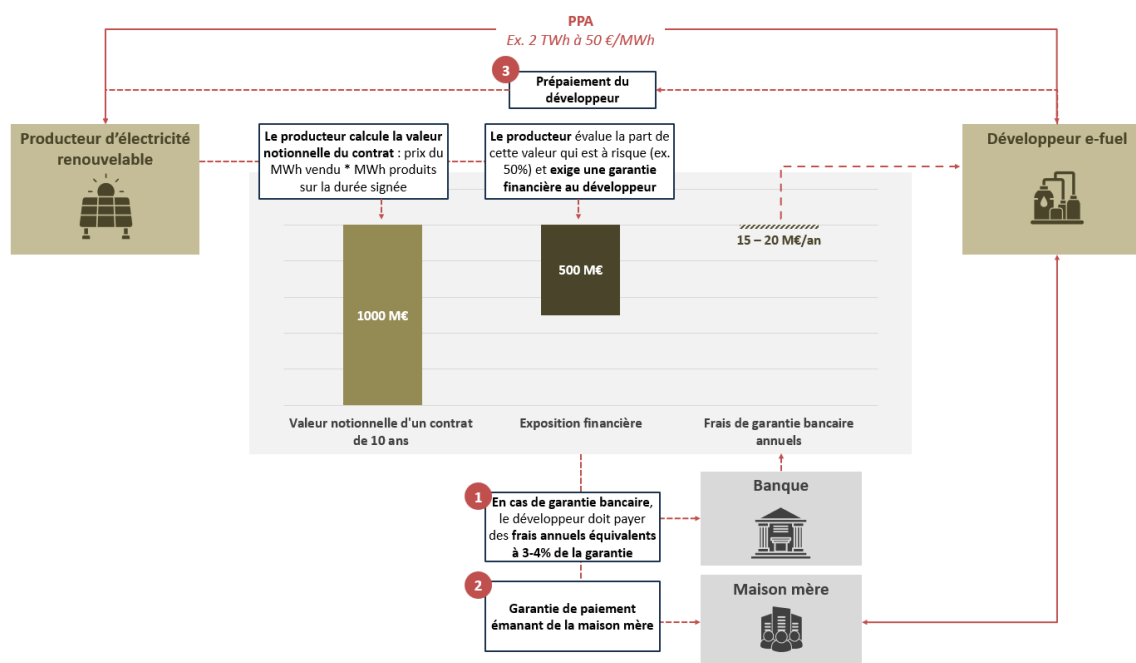 PPA
Ex. 2 TWh à 50 €/MWh
3
Prépaiement du
développeur
Producteur d’électricité
renouvelable
Le producteur calcule la valeur
notionnelle du contrat : prix du
MWh vendu * MWh produits
sur la durée signée
Le producteur évalue la part de
cette valeur qui est à risque (ex.
50%) et exige une garantie
financière au développeur
Développeur e-fuel
1000 M€
500 M€
15 – 20 M€/an
Valeur notionnelle d'un contrat
de 10 ans
Exposition financière
Frais de garantie bancaire
annuels
1
En cas de garantie bancaire,
le développeur doit payer
des frais annuels équivalents
à 3-4% de la garantie
Banque
2
Garantie de paiement
émanant de la maison mère
Maison mère